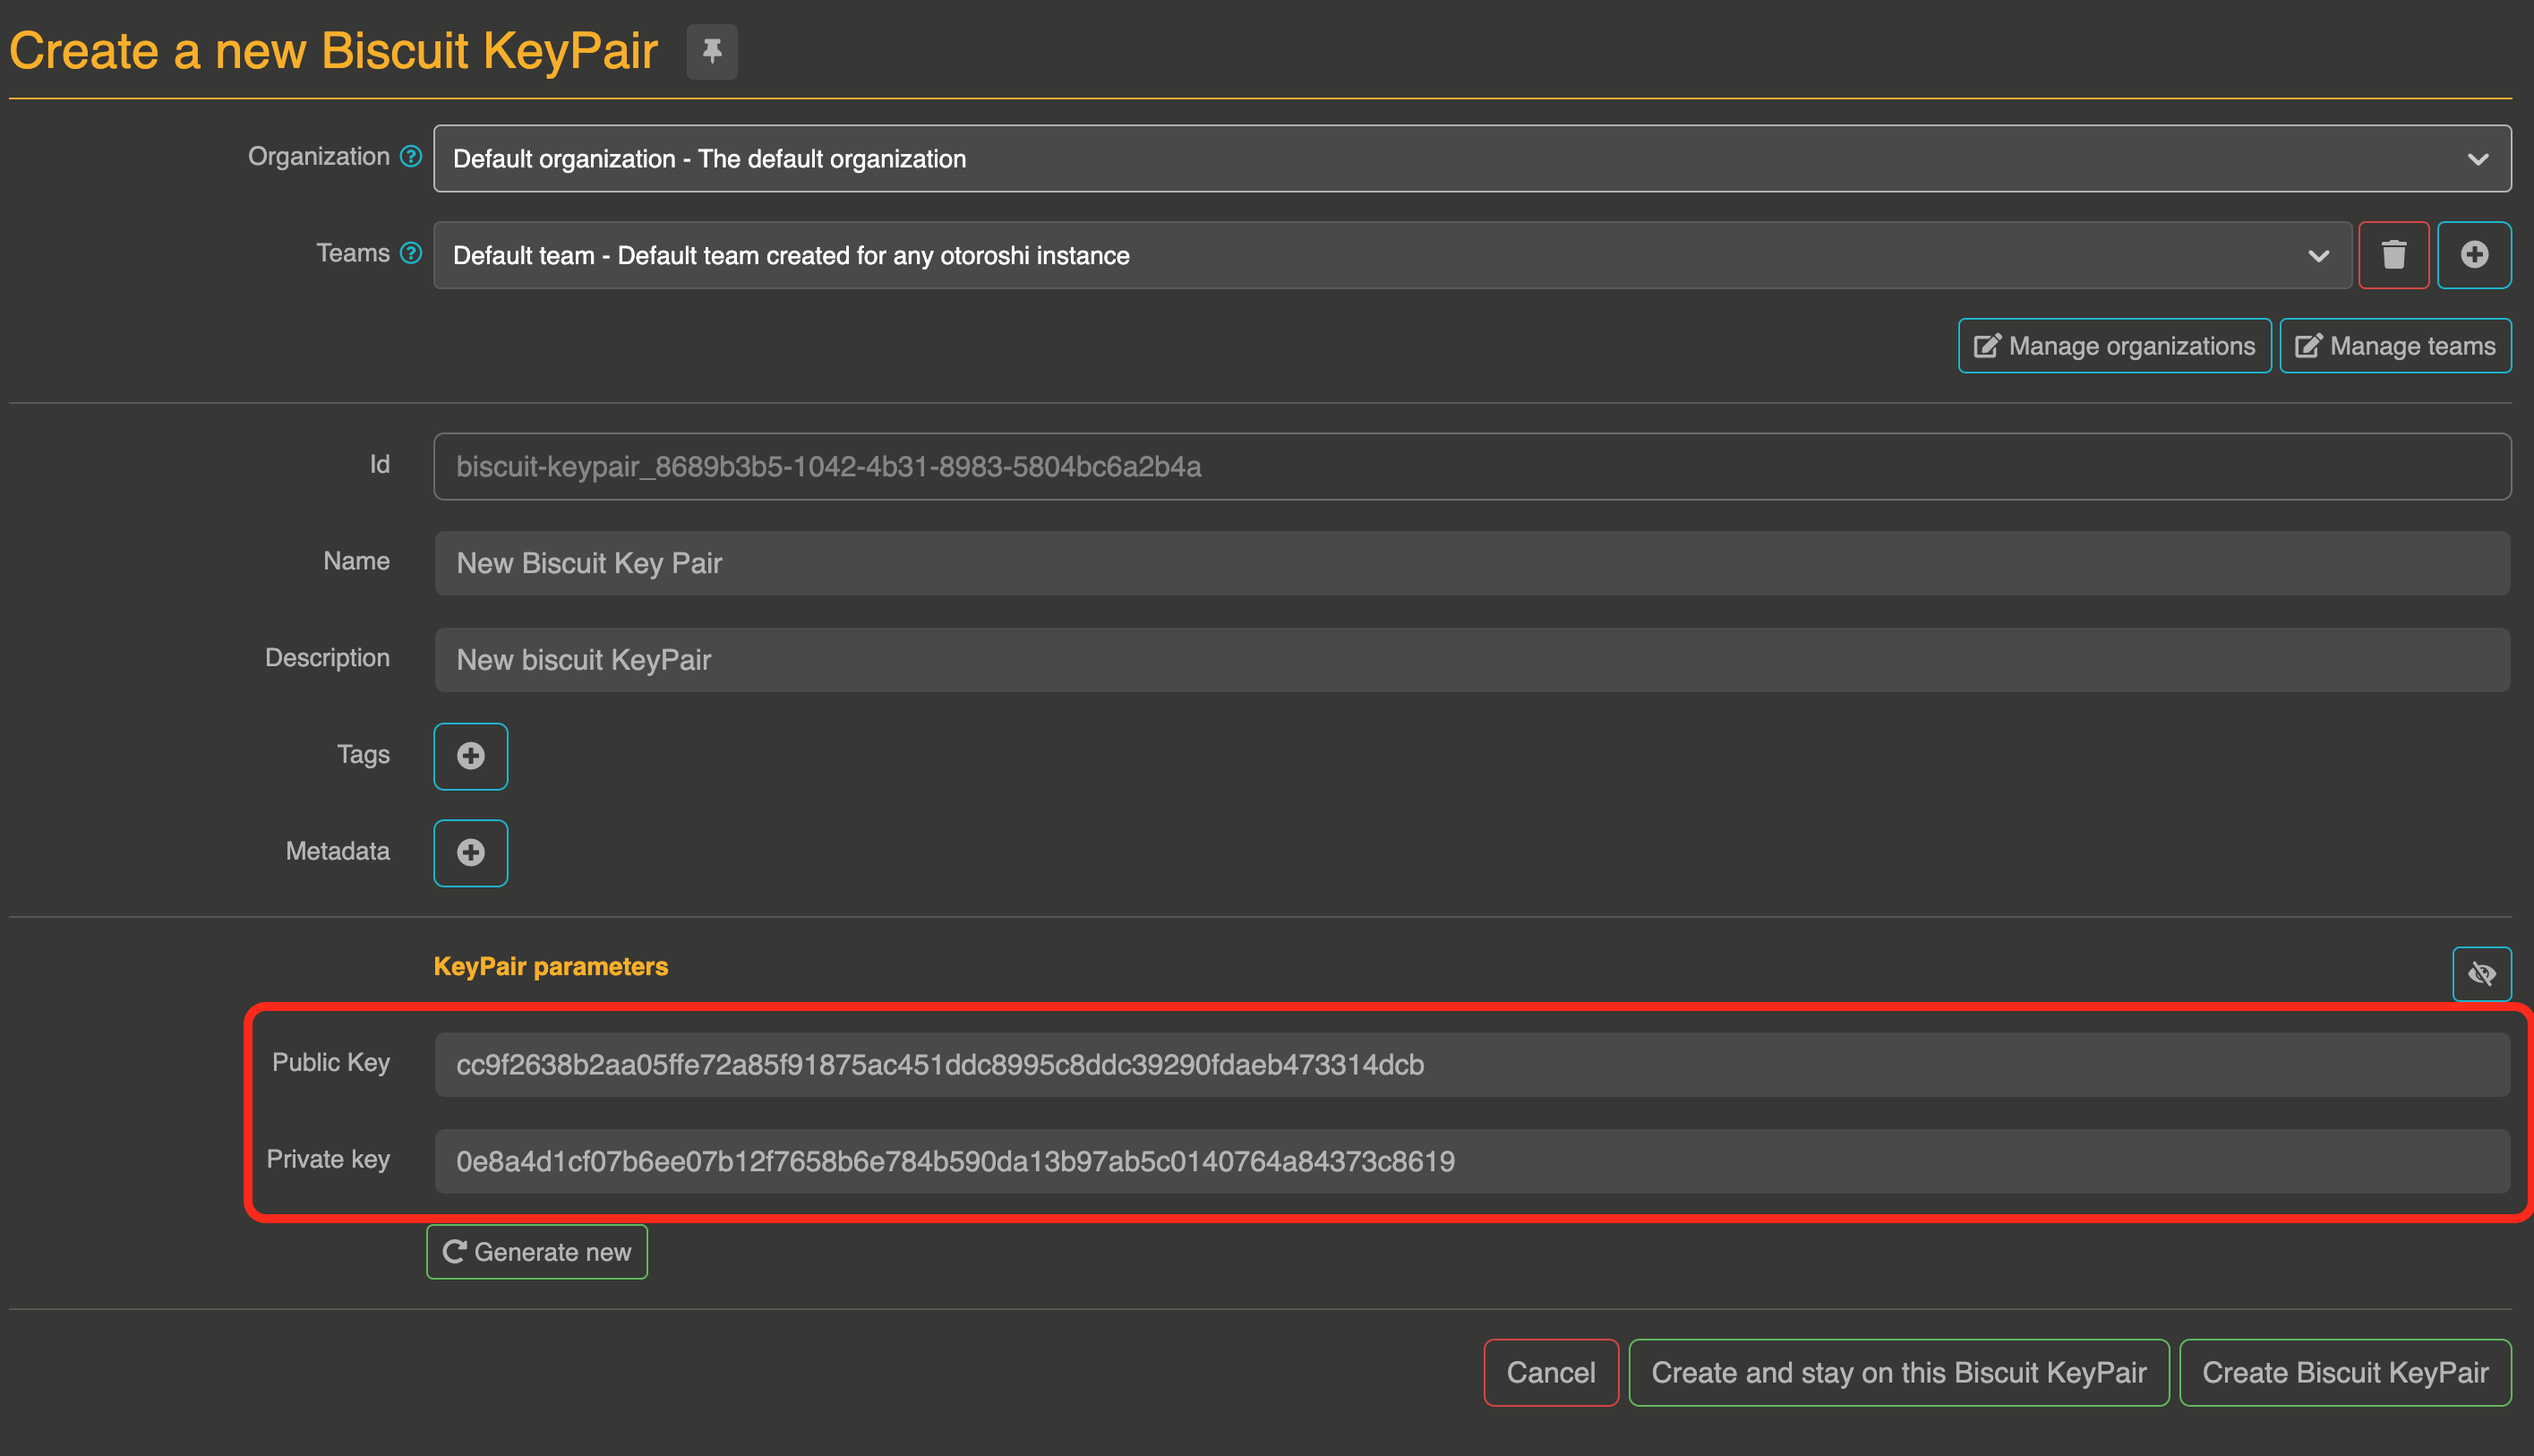 Create a new Biscuit KeyPair
Organization ? Default organization - The default organization
Teams ? Default team - Default team created for any otoroshi instance
Manage organizations Manage teams
Id biscuit-keypair_8689b3b5-1042-4b31-8983-5804bc6a2b4a
Name New Biscuit Key Pair
Description New biscuit KeyPair
Tags
Metadata
KeyPair parameters
Public Key cc9f2638b2aa05ffe72a85f91875ac451ddc8995c8ddc39290fdaeb473314dcb
Private key 0e8a4d1cf07b6ee07b12f7658b6e784b590da13b97ab5c0140764a84373c8619
Generate new
Cancel Create and stay on this Biscuit KeyPair Create Biscuit KeyPair